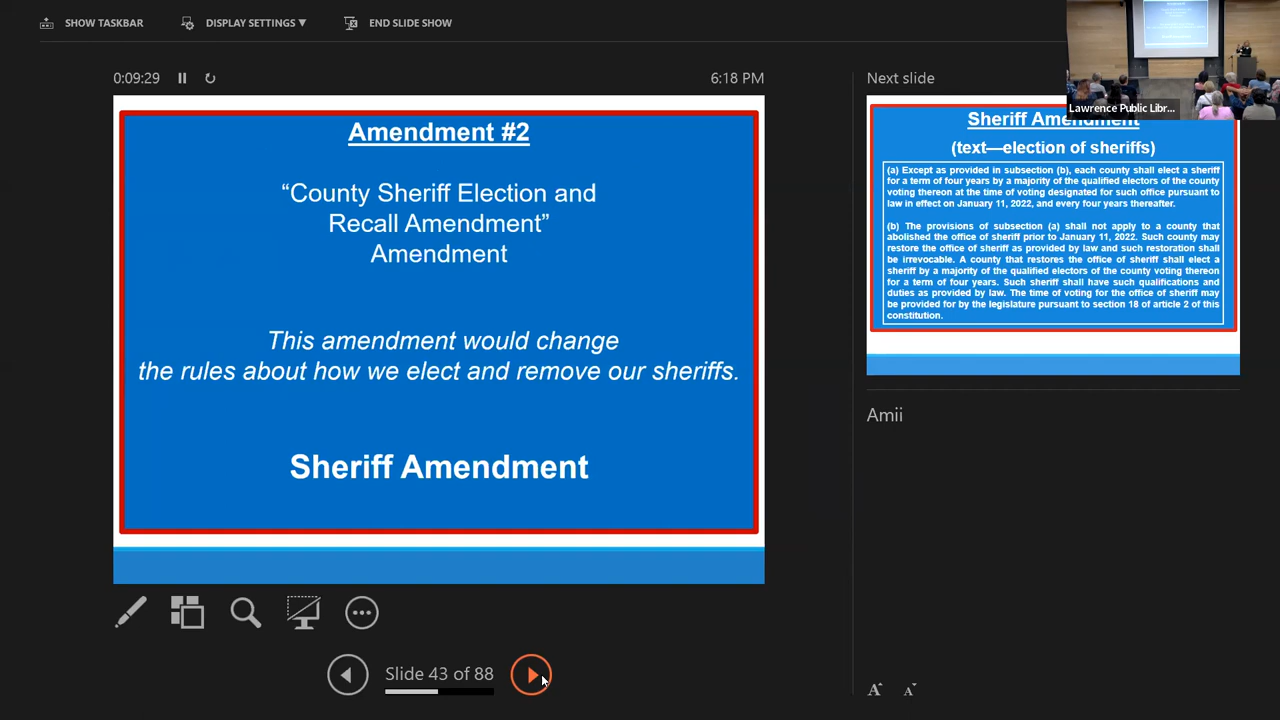 SHOW TASKBAR
DISPLAY SETTINGS ▼
END SLIDE SHOW
0:09:29
6:18 PM
Amendment #2
“County Sheriff Election and
Recall Amendment”
Amendment
This amendment would change
the rules about how we elect and remove our sheriffs.
Sheriff Amendment
Slide 43 of 88
Next slide
Lawrence Public Libr...
Sheriff Amendment
(text—election of sheriffs)
(a) Except as provided in subsection (b), each county shall elect a sheriff
for a term of four years by a majority of the qualified electors of the county
voting thereon at the time of voting designated for such office pursuant to
law in effect on January 11, 2022, and every four years thereafter.
(b) The provisions of subsection (a) shall not apply to a county that
abolished the office of sheriff prior to January 11, 2022. Such county may
restore the office of sheriff as provided by law and such restoration shall
be irrevocable. A county that restores the office of sheriff shall elect a
sheriff by a majority of the qualified electors of the county voting thereon
for a term of four years. Such sheriff shall have such qualifications and
duties as provided by law. The time of voting for the office of sheriff may
be provided for by the legislature pursuant to section 18 of article 2 of this
constitution.
Amii
A A